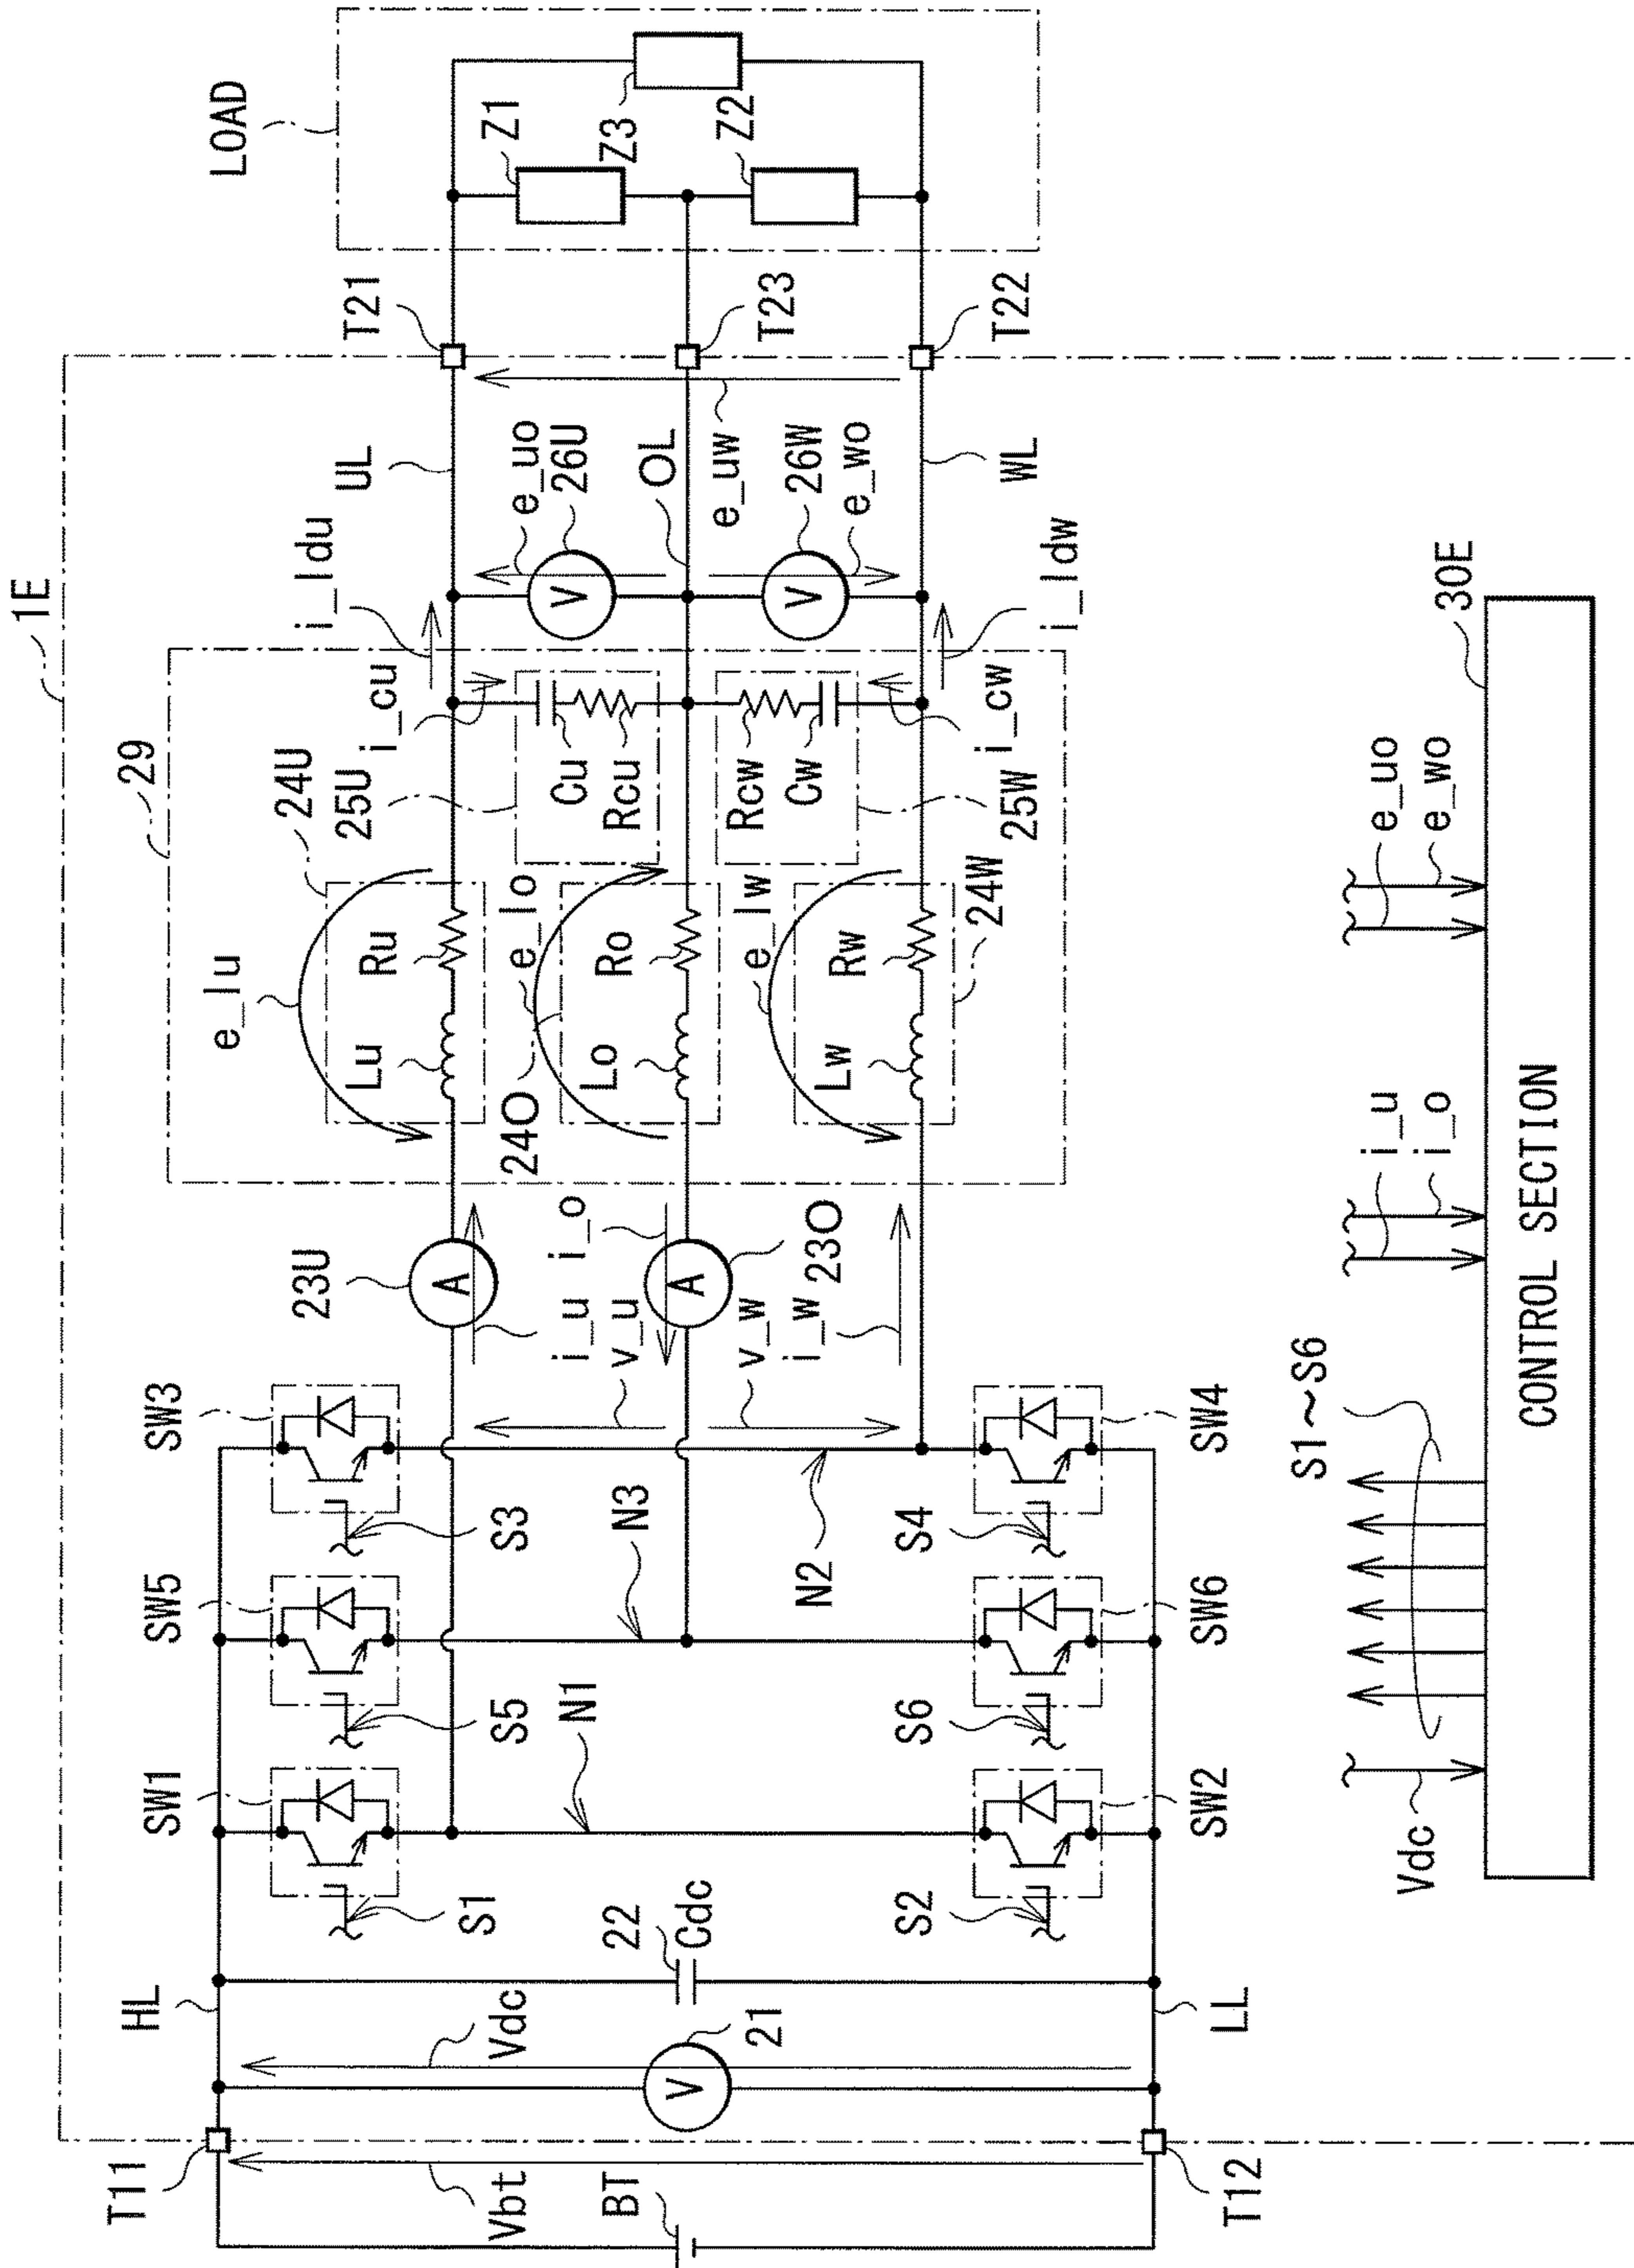 1E
29
LOAD
e_lu
24U
25U
i_cu
i_ldu
UL
T21
Z1
Z3
Z2
HL
SW1
SW5
SW3
23U
Lu
Ru
Cu
Rcu
e_uo
26U
OL
T11
S1
S5
S3
i_u
v_u
i_o
A
24O
e_lo
Lo
Ro
V
T23
Vbt
Vdc
22
Cdc
N1
N3
A
v_w
i_w
23O
e_lw
Rcw
Cw
e_uw
26W
e_wo
V
BT
V
21
N2
Lw
Rw
25W
i_cw
i_ldw
WL
T22
24W
S2
S6
S4
SW2
SW6
SW4
LL
T12
S1~S6
Vdc
i_u
i_o
e_uo
e_wo
30E
CONTROL SECTION